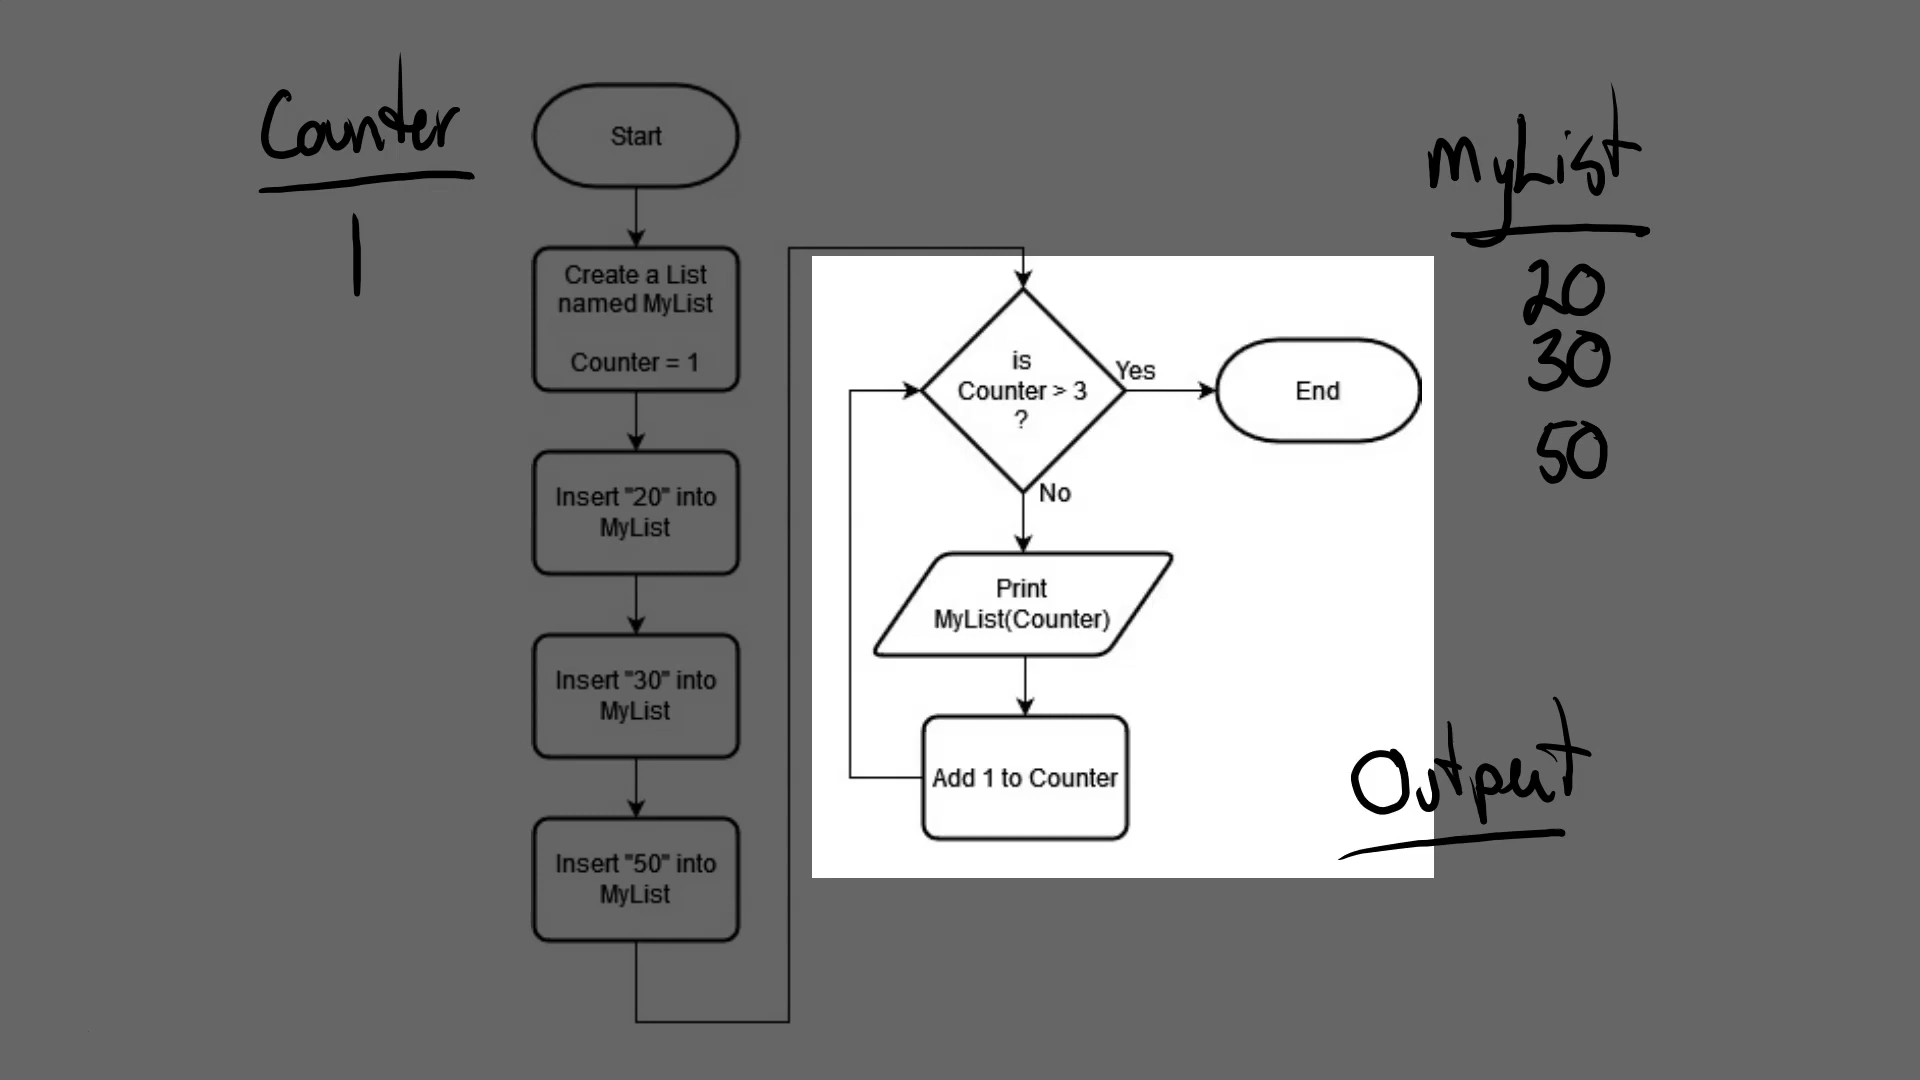 Counter
1
Start
Create a List
named MyList
Counter = 1
Insert "20" into
MyList
Insert "30" into
MyList
Insert "50" into
MyList
is
Counter > 3
?
Yes
End
No
Print
MyList(Counter)
Add 1 to Counter
MyList
20
30
50
Output